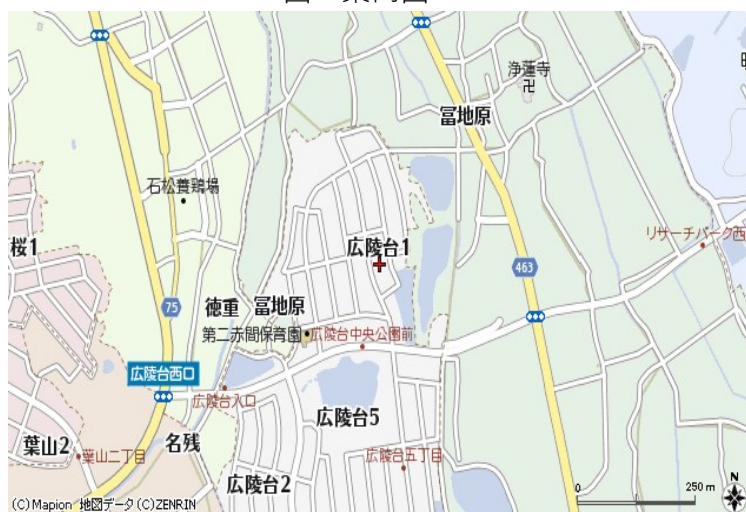 浄蓮寺
冨地原
石松養鶏場
桜1
広陵台1
リサーチパーク西
463
75
徳重
冨地原
第二赤間保育園
広陵台中央公園前
広陵台西口
広陵台入口
広陵台5
葉山2
葉山二丁目
名残
広陵台五丁目
広陵台2
0
250 m
N
(C)Mapion 地図データ(C)ZENRIN